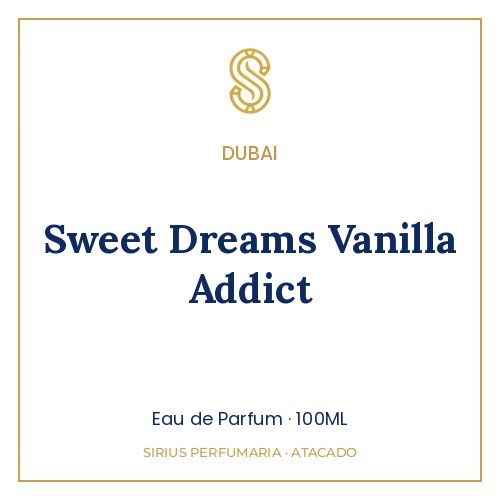 DUBAI
Sweet Dreams Vanilla
Addict
Eau de Parfum · 100ML
SIRIUS PERFUMARIA · ATACADO